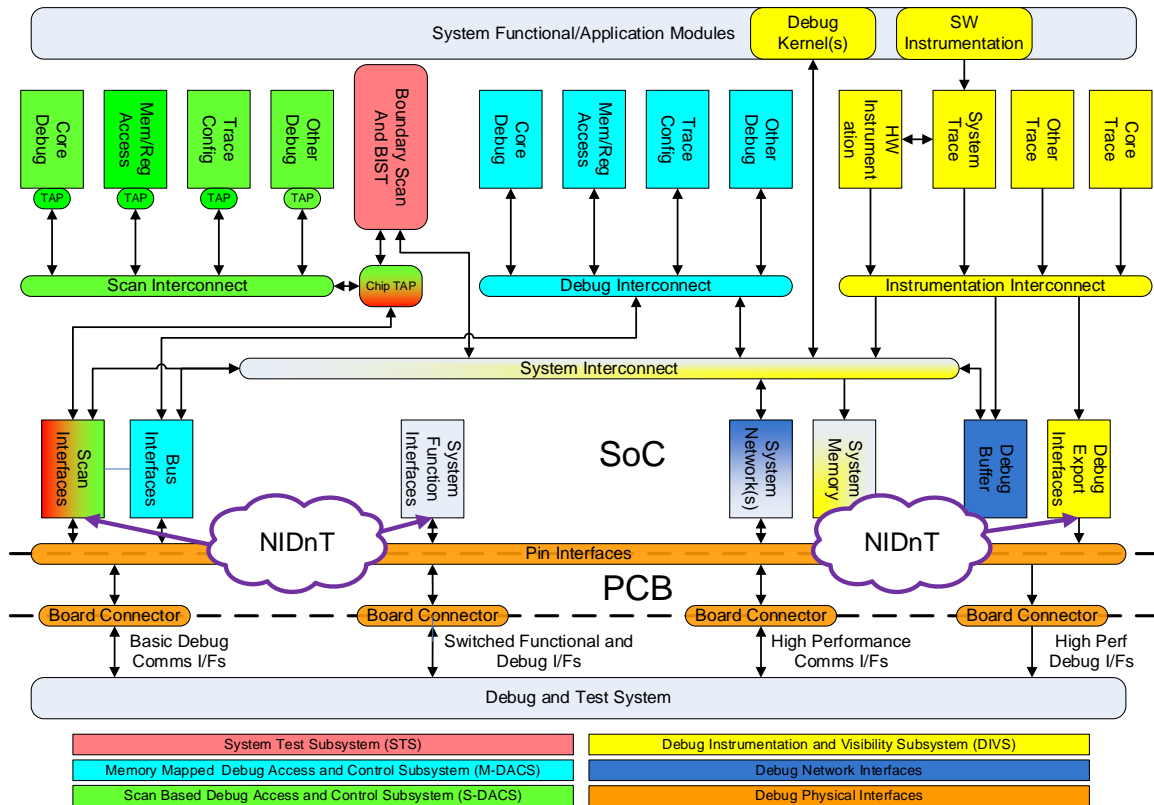 System Functional/Application Modules
Debug
Kernel(s)
SW
Instrumentation
Core
Debug
Mem/Reg
Access
Trace
Config
Other
Debug
Boundary Scan
And BIST
Core
Debug
Mem/Reg
Access
Trace
Config
Other
Debug
HW
Instrument
ation
System
Trace
Other
Trace
Core
Trace
TAP
TAP
TAP
TAP
Scan Interconnect
Chip TAP
Debug Interconnect
Instrumentation Interconnect
System Interconnect
Scan
Interfaces
Bus
Interfaces
System
Function
Interfaces
SoC
System
Network(s)
System
Memory
Debug
Buffer
Debug
Export
Interfaces
NIDnT
NIDnT
Pin Interfaces
PCB
Board Connector
Board Connector
Board Connector
Board Connector
Basic Debug
Comms I/Fs
Switched Functional and
Debug I/Fs
High Performance
Comms I/Fs
High Perf
Debug I/Fs
Debug and Test System
System Test Subsystem (STS)
Debug Instrumentation and Visibility Subsystem (DIVS)
Memory Mapped Debug Access and Control Subsystem (M-DACS)
Debug Network Interfaces
Scan Based Debug Access and Control Subsystem (S-DACS)
Debug Physical Interfaces